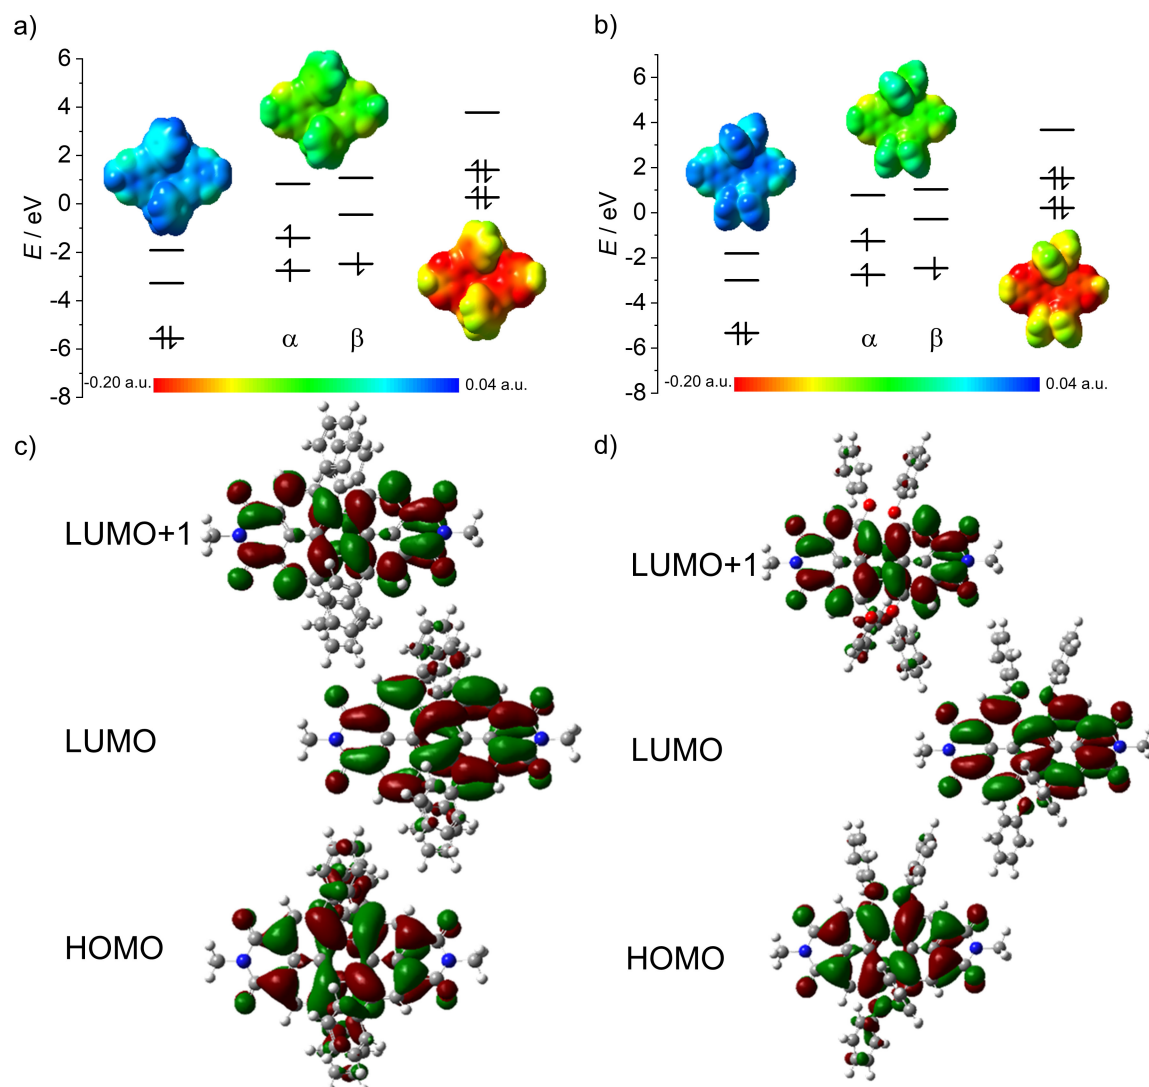 a)
E / eV
6
4
2
0
-2
-4
-6
-8
α
β
-0.20 a.u.
0.04 a.u.
b)
E / eV
6
4
2
0
-2
-4
-6
-8
α
β
-0.20 a.u.
0.04 a.u.
c)
LUMO+1
LUMO
HOMO
d)
LUMO+1
LUMO
HOMO